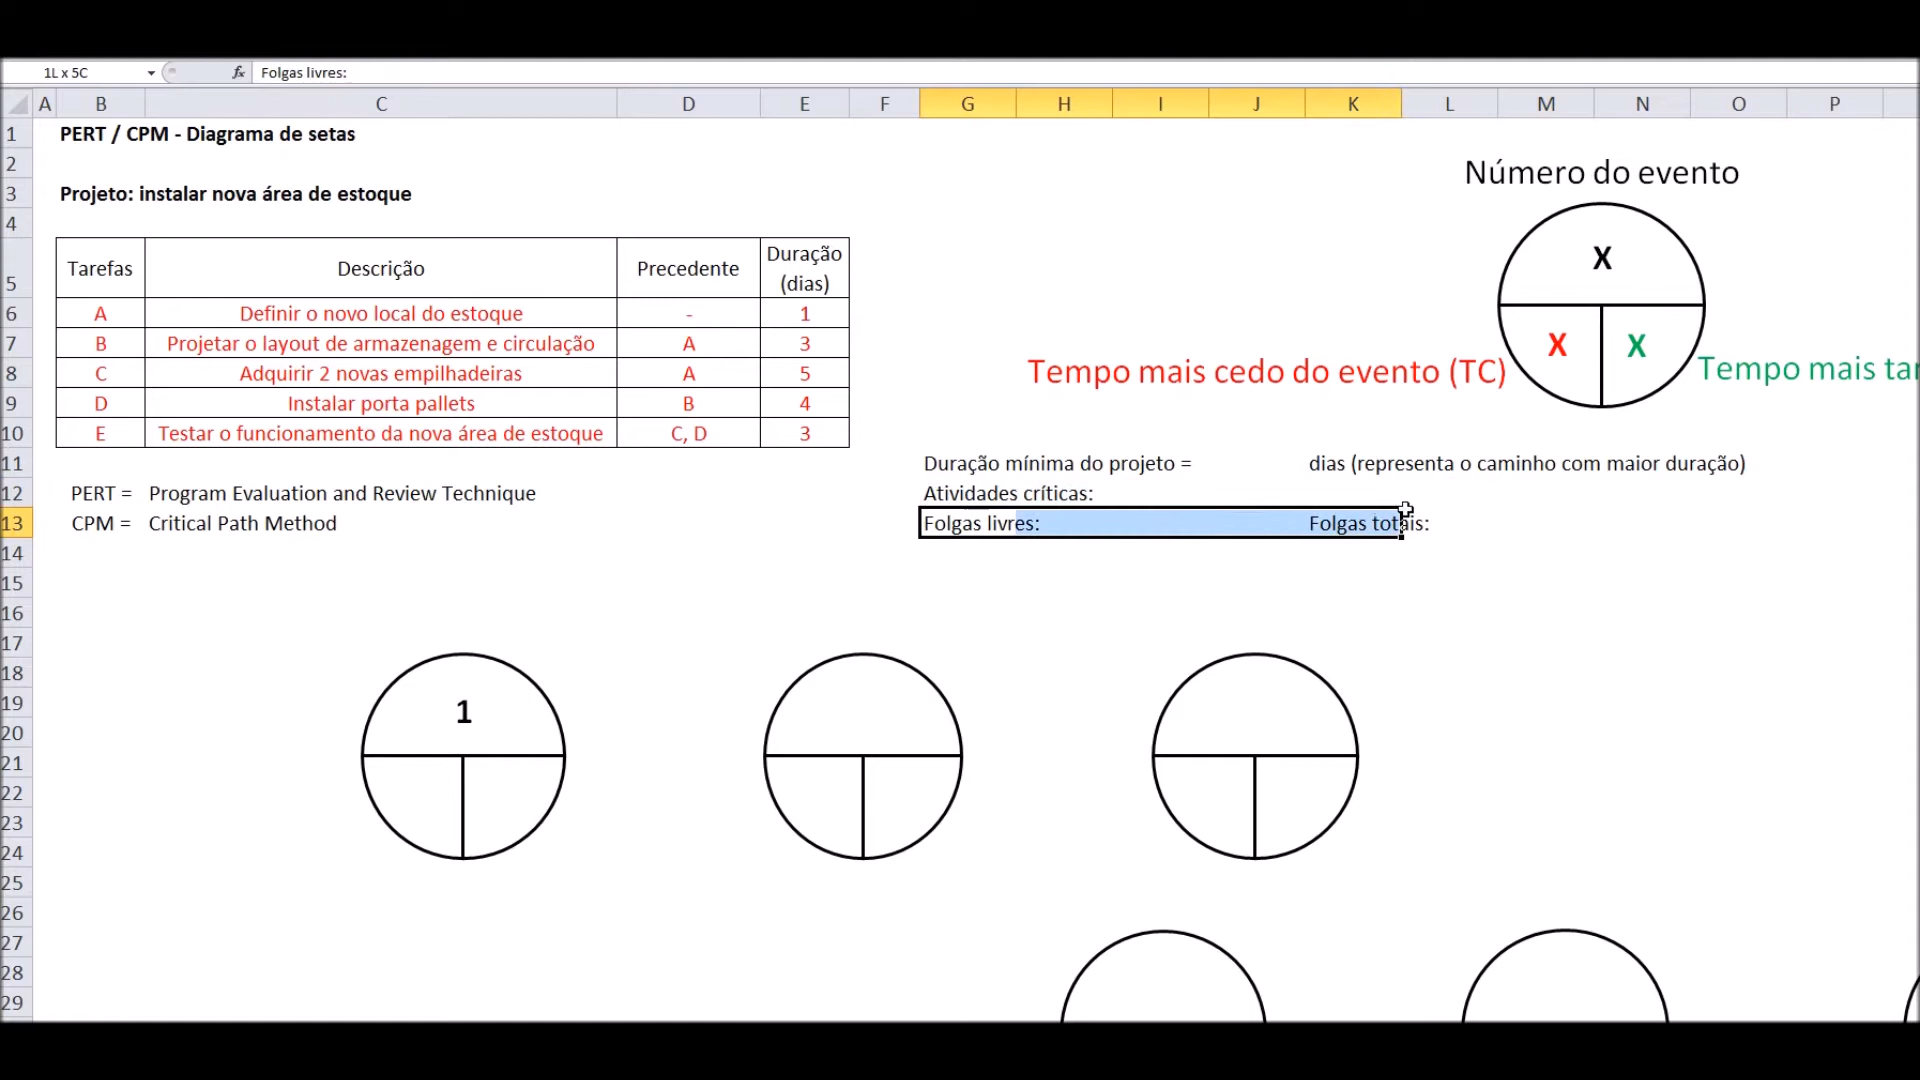 1L x 5C fx Folgas livres:
A B C D E F G H I J K L M N O P
1 PERT / CPM - Diagrama de setas
2 Número do evento
3 Projeto: instalar nova área de estoque
4 X
5 Tarefas Descrição Precedente Duração (dias)
6 A Definir o novo local do estoque - 1
7 B Projetar o layout de armazenagem e circulação A 3 X X
8 C Adquirir 2 novas empilhadeiras A 5 Tempo mais cedo do evento (TC) Tempo mais tar
9 D Instalar porta pallets B 4
10 E Testar o funcionamento da nova área de estoque C, D 3
11 Duração mínima do projeto = dias (representa o caminho com maior duração)
12 PERT = Program Evaluation and Review Technique Atividades críticas:
13 CPM = Critical Path Method Folgas livres: Folgas totais:
14
15
16
17
18
19 1
20
21
22
23
24
25
26
27
28
29